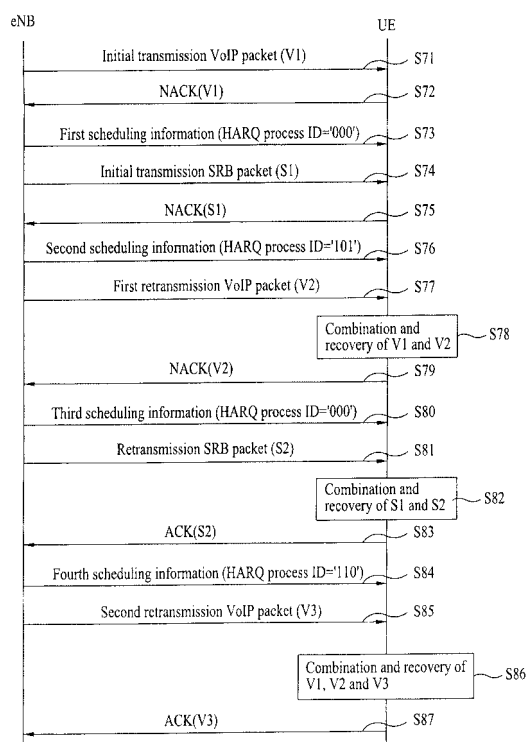 eNB
UE
Initial transmission VoIP packet (V1)
S71
NACK(V1)
S72
First scheduling information (HARQ process ID='000')
S73
Initial transmission SRB packet (S1)
S74
NACK(S1)
S75
Second scheduling information (HARQ process ID='101')
S76
First retransmission VoIP packet (V2)
S77
Combination and
recovery of V1 and V2
S78
NACK(V2)
S79
Third scheduling information (HARQ process ID='000')
S80
Retransmission SRB packet (S2)
S81
Combination and
recovery of S1 and S2
S82
ACK(S2)
S83
Fourth scheduling information (HARQ process ID='110')
S84
Second retransmission VoIP packet (V3)
S85
Combination and recovery of
V1, V2 and V3
S86
ACK(V3)
S87